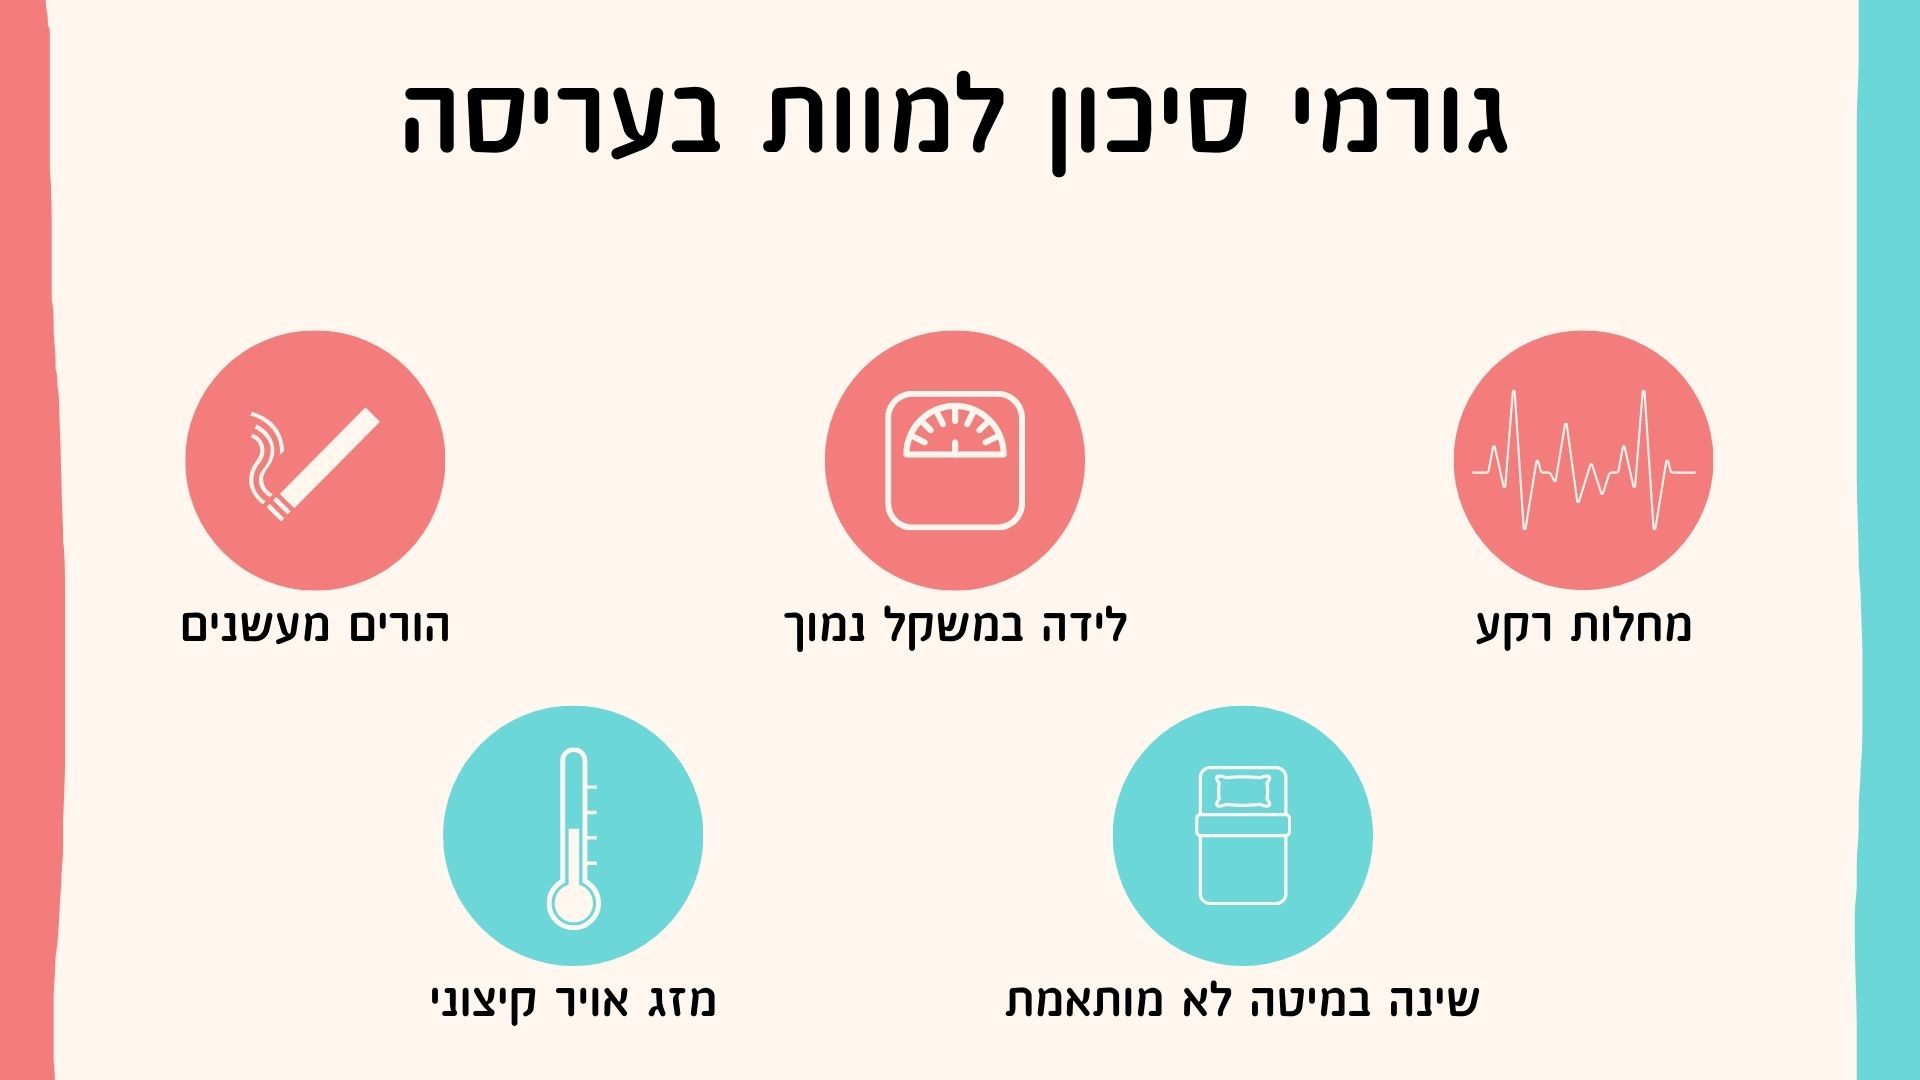 גורמי סיכון למוות בעריסה
מחלות רקע
לידה במשקל נמוך
הורים מעשנים
שינה במיטה לא מותאמת
מזג אויר קיצוני